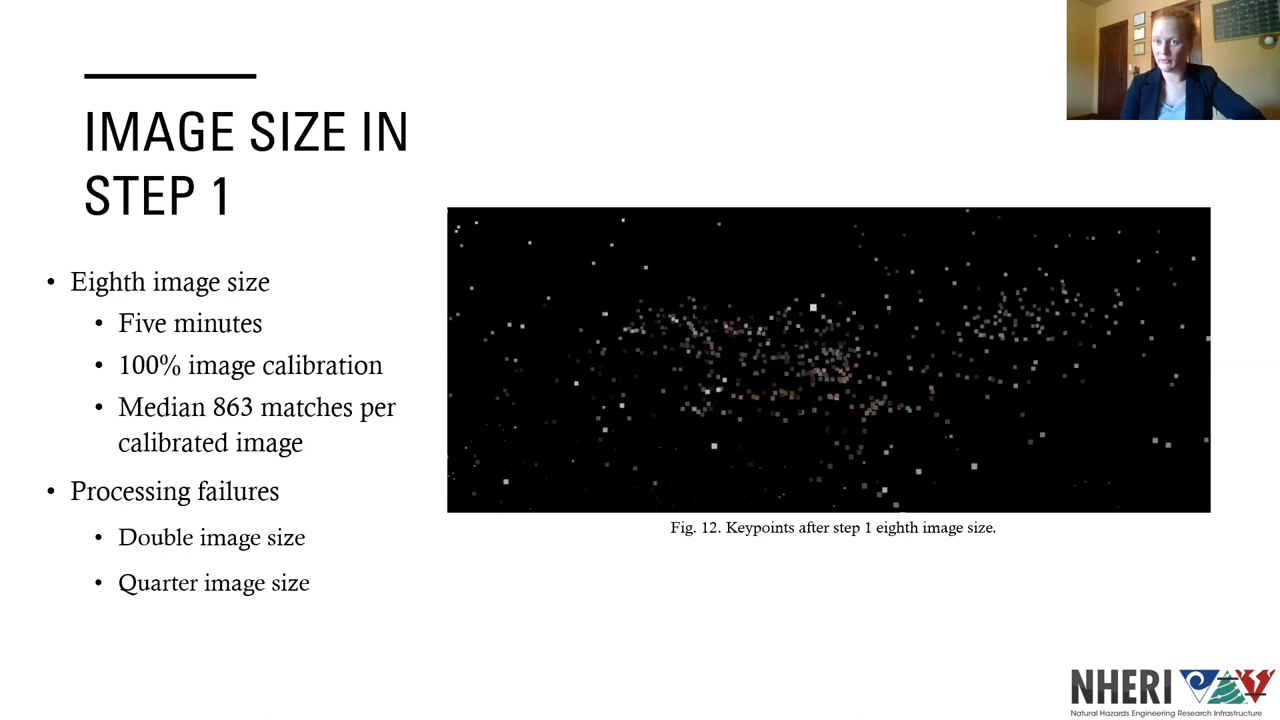 IMAGE SIZE IN
STEP 1
• Eighth image size
• Five minutes
• 100% image calibration
• Median 863 matches per
calibrated image
• Processing failures
• Double image size
• Quarter image size
Fig. 12. Keypoints after step 1 eighth image size.
NHERI
Natural Hazards Engineering Research Infrastructure